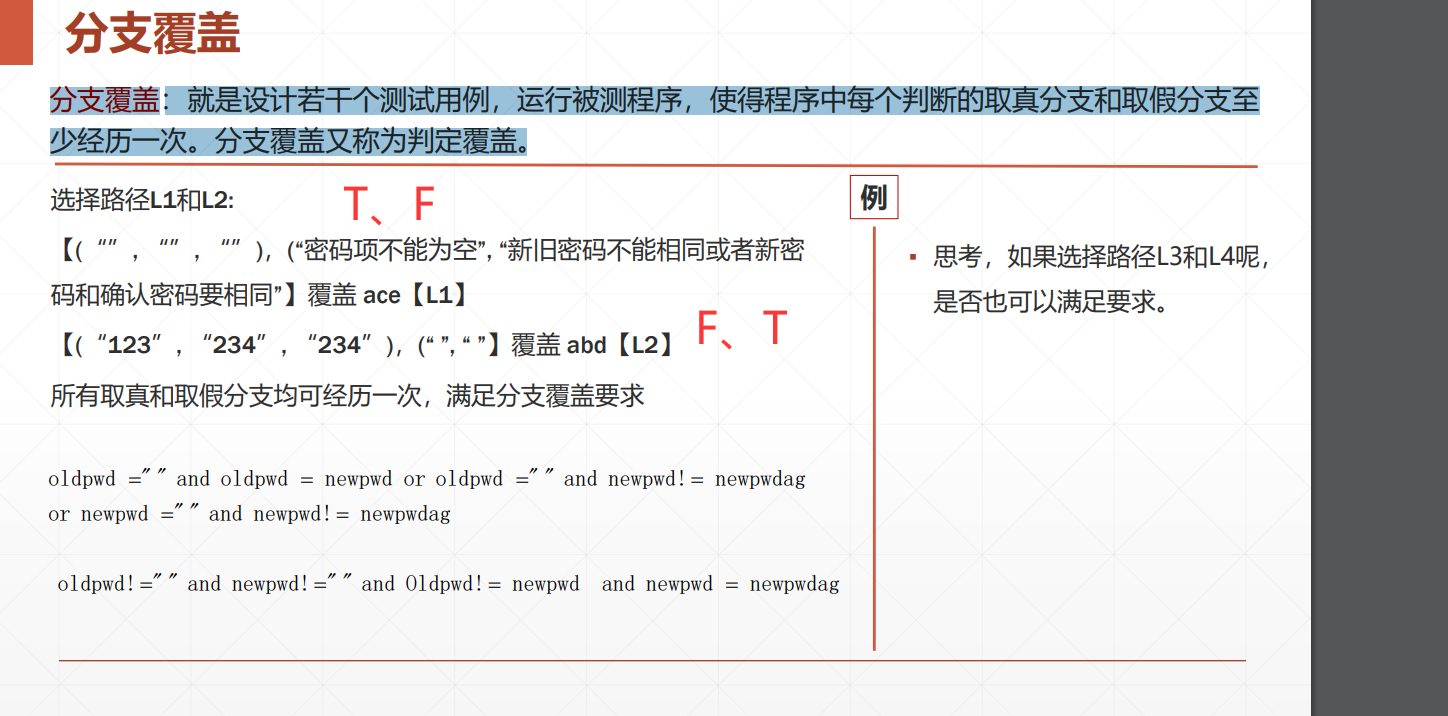 分支覆盖
分支覆盖：就是设计若干个测试用例，运行被测程序，使得程序中每个判断的取真分支和取假分支至
少经历一次。分支覆盖又称为判定覆盖。
选择路径L1和L2:
T、F
【( “” ， “” ， “” )，(“密码项不能为空”, “新旧密码不能相同或者新密
码和确认密码要相同”】覆盖 ace【L1】
【( “123” ， “234” ， “234” )，(“ ”, “ ”】覆盖 abd【L2】
F、T
所有取真和取假分支均可经历一次，满足分支覆盖要求
oldpwd ="" and oldpwd = newpwd or oldpwd ="" and newpwd!= newpwdag
or newpwd ="" and newpwd!= newpwdag
oldpwd!="" and newpwd!="" and Oldpwd!= newpwd and newpwd = newpwdag
例
▪ 思考，如果选择路径L3和L4呢，
是否也可以满足要求。